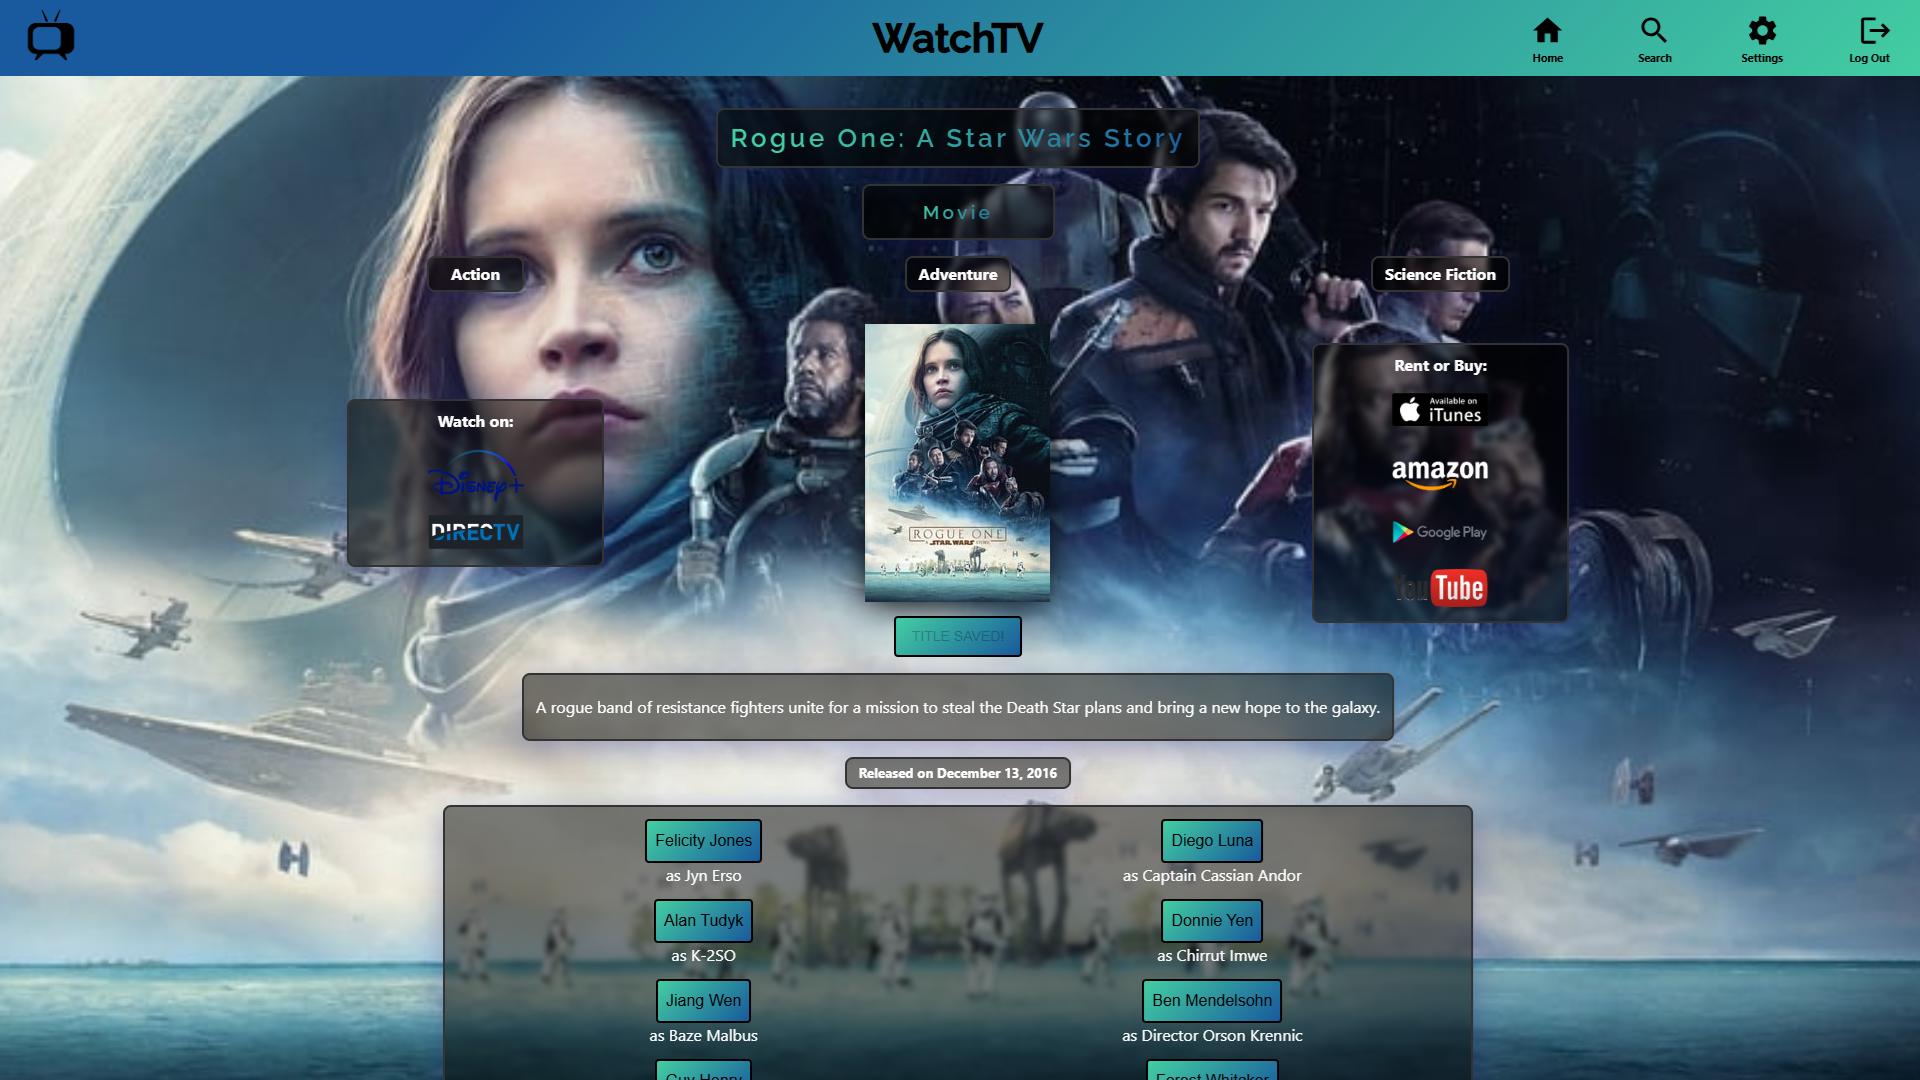 WatchTV
Home
Search
Settings
Log Out
Rogue One: A Star Wars Story
Movie
Action
Adventure
Science Fiction
Watch on:
Disney+
DIRECTV
ROGUE ONE
A STAR WARS STORY
Rent or Buy:
Available on
iTunes
amazon
Google Play
YouTube
TITLE SAVED!
A rogue band of resistance fighters unite for a mission to steal the Death Star plans and bring a new hope to the galaxy.
Released on December 13, 2016
Felicity Jones
as Jyn Erso
Diego Luna
as Captain Cassian Andor
Alan Tudyk
as K-2SO
Donnie Yen
as Chirrut Imwe
Jiang Wen
as Baze Malbus
Ben Mendelsohn
as Director Orson Krennic
Guy Henry
Forest Whitaker